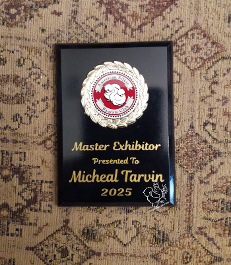 Master Exhibitor
Presented To
Micheal Tarvin
2025